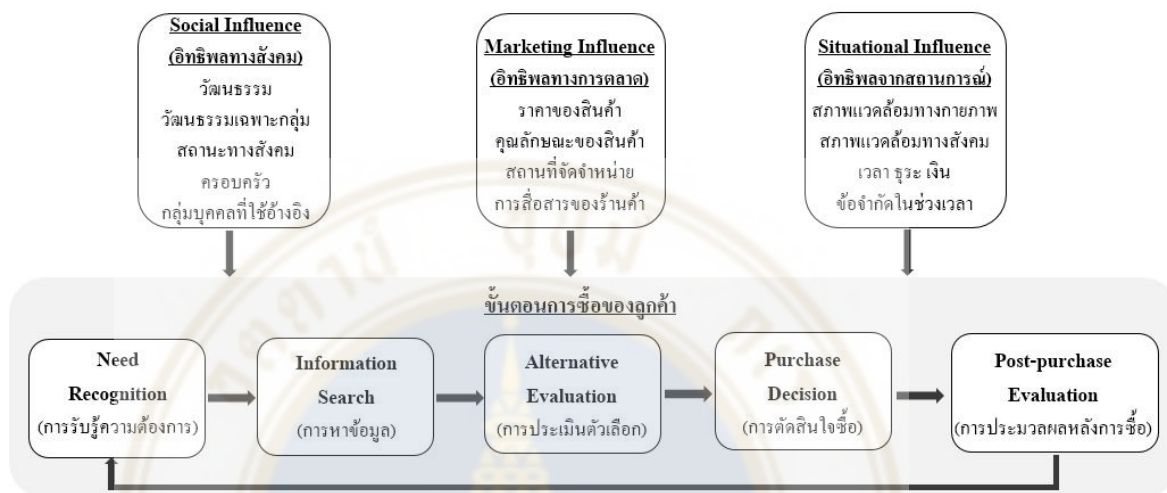 Social Influence
(อิทธิพลทางสังคม)
วัฒนธรรม
วัฒนธรรมเฉพาะกลุ่ม
สถานะทางสังคม
ครอบครัว
กลุ่มบุคคลที่ใช้อ้างอิง
Marketing Influence
(อิทธิพลทางการตลาด)
ราคาของสินค้า
คุณลักษณะของสินค้า
สถานที่จัดจำหน่าย
การสื่อสารของร้านค้า
Situational Influence
(อิทธิพลจากสถานการณ์)
สภาพแวดล้อมทางกายภาพ
สภาพแวดล้อมทางสังคม
เวลา ธุระ เงิน
ข้อจำกัดในช่วงเวลา
ขั้นตอนการซื้อของลูกค้า
Need
Recognition
(การรับรู้ความต้องการ)
Information
Search
(การหาข้อมูล)
Alternative
Evaluation
(การประเมินตัวเลือก)
Purchase
Decision
(การตัดสินใจซื้อ)
Post-purchase
Evaluation
(การประมวลผลหลังการซื้อ)